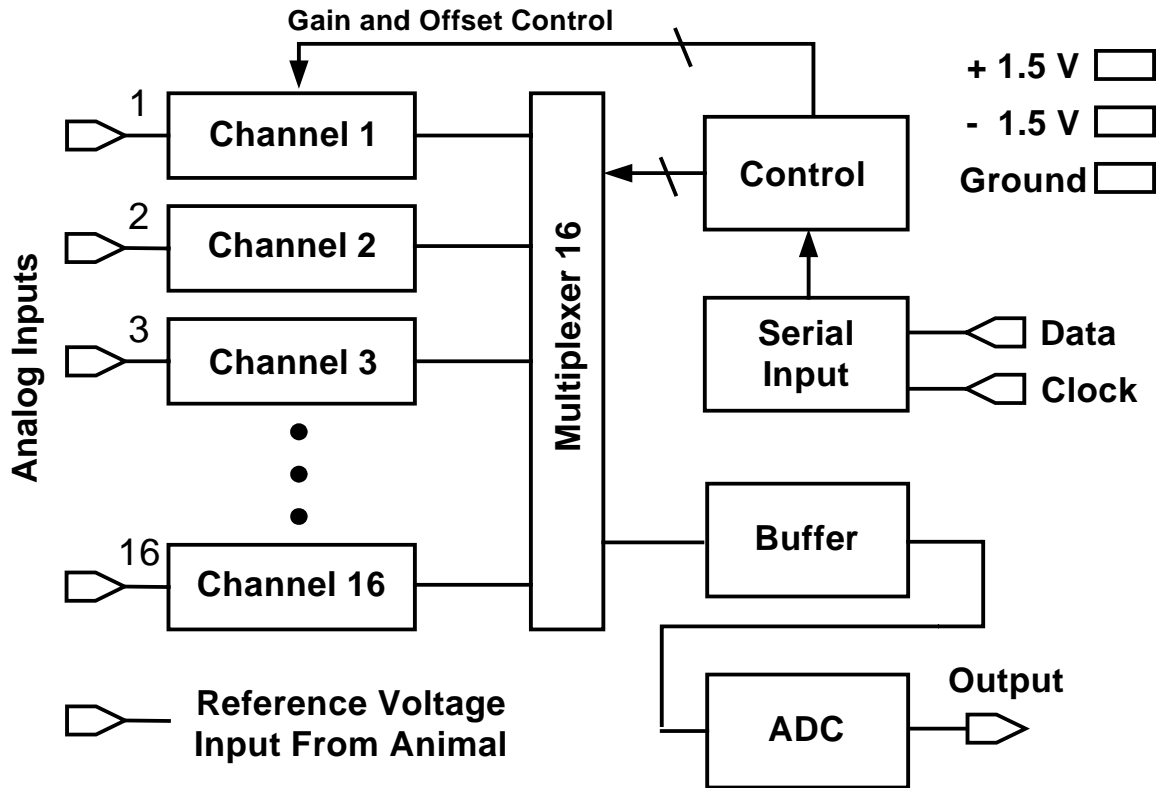 Gain and Offset Control
+ 1.5 V
- 1.5 V
Ground
1
Channel 1
2
Channel 2
3
Channel 3
16
Channel 16
Analog Inputs
Multiplexer 16
Control
Serial
Input
Data
Clock
Buffer
ADC
Output
Reference Voltage
Input From Animal